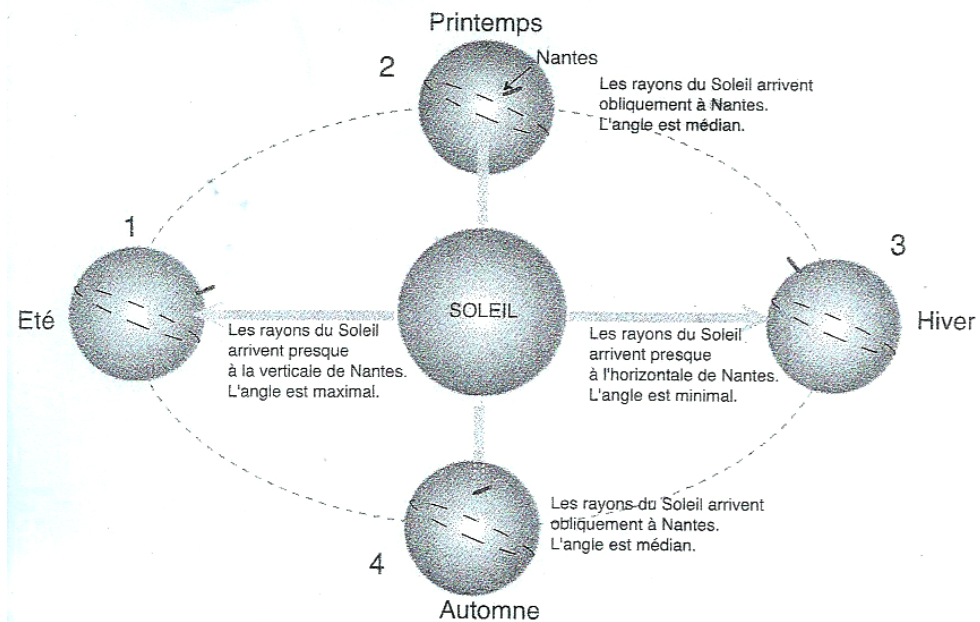 Printemps
2
Nantes
Les rayons du Soleil arrivent
obliquement à Nantes.
L'angle est médian.
1
3
Eté
SOLEIL
Hiver
Les rayons du Soleil
arrivent presque
à la verticale de Nantes.
L'angle est maximal.
Les rayons du Soleil
arrivent presque
à l'horizontale de Nantes.
L'angle est minimal.
Les rayons du Soleil arrivent
obliquement à Nantes.
L'angle est médian.
4
Automne